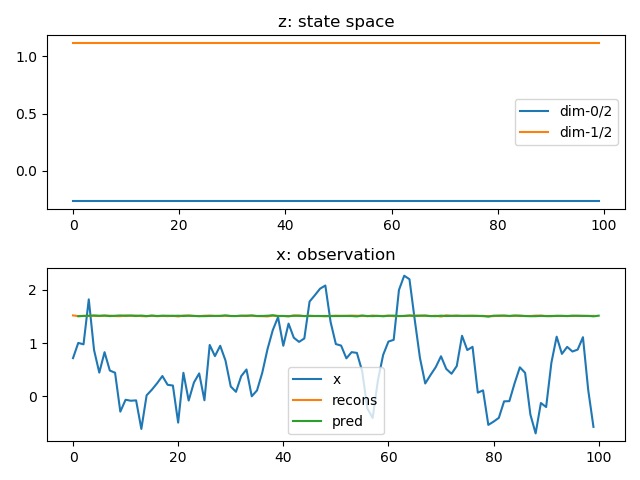 z: state space
1.0
0.5
0.0
dim-0/2
dim-1/2
0 20 40 60 80 100
x: observation
2
1
0
x
recons
pred
0 20 40 60 80 100